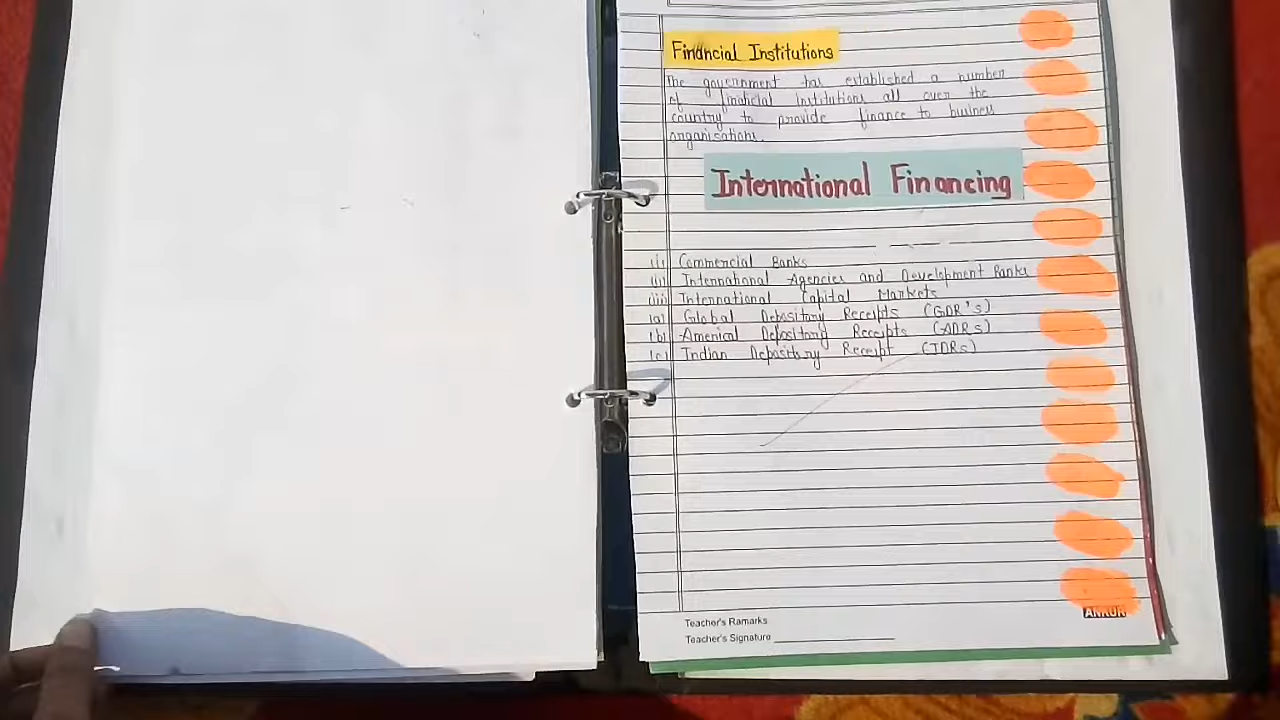 Financial Institutions
The government has established a number
of financial institutions all over the
country to provide finance to business
organisations.
International Financing
(i) Commercial Banks
(ii) International Agencies and Development Banks
(iii) International Capital Markets
(a) Global Depository Receipts (GDR's)
(b) American Depository Receipts (ADRs)
(c) Indian Depository Receipt (IDRs)
Teacher's Ramarks
Teacher's Signature
ANKUR